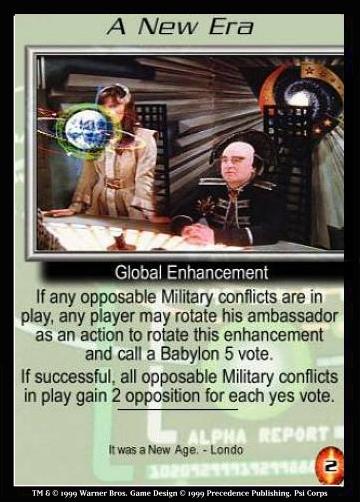 A New Era
Global Enhancement
If any opposable Military conflicts are in
play, any player may rotate his ambassador
as an action to rotate this enhancement
and call a Babylon 5 vote.
If successful, all opposable Military conflicts
in play gain 2 opposition for each yes vote.
It was a New Age. - Londo
ALPHA REPORT
2
TM & © 1999 Warner Bros. Game Design © 1999 Precedence Publishing. Psi Corps